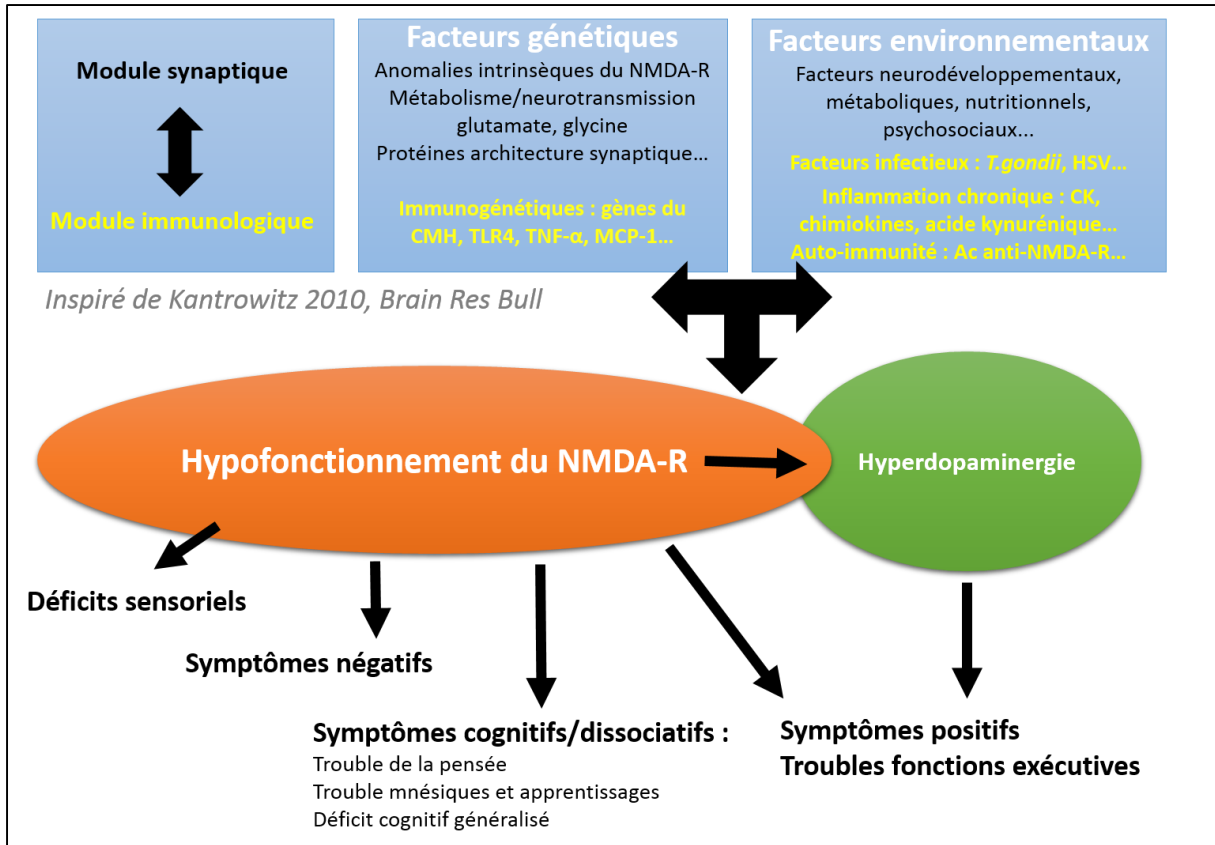 Module synaptique
Module immunologique
Facteurs génétiques
Anomalies intrinsèques du NMDA-R
Métabolisme/neurotransmission
glutamate, glycine
Protéines architecture synaptique…
Immunogénétiques : gènes du
CMH, TLR4, TNF-α, MCP-1…
Facteurs environnementaux
Facteurs neurodéveloppementaux,
métaboliques, nutritionnels,
psychosociaux...
Facteurs infectieux : T.gondii, HSV…
Inflammation chronique : CK,
chimiokines, acide kynurénique…
Auto-immunité : Ac anti-NMDA-R…
Inspiré de Kantrowitz 2010, Brain Res Bull
Hypofonctionnement du NMDA-R
Hyperdopaminergie
Déficits sensoriels
Symptômes négatifs
Symptômes cognitifs/dissociatifs :
Trouble de la pensée
Trouble mnésiques et apprentissages
Déficit cognitif généralisé
Symptômes positifs
Troubles fonctions exécutives